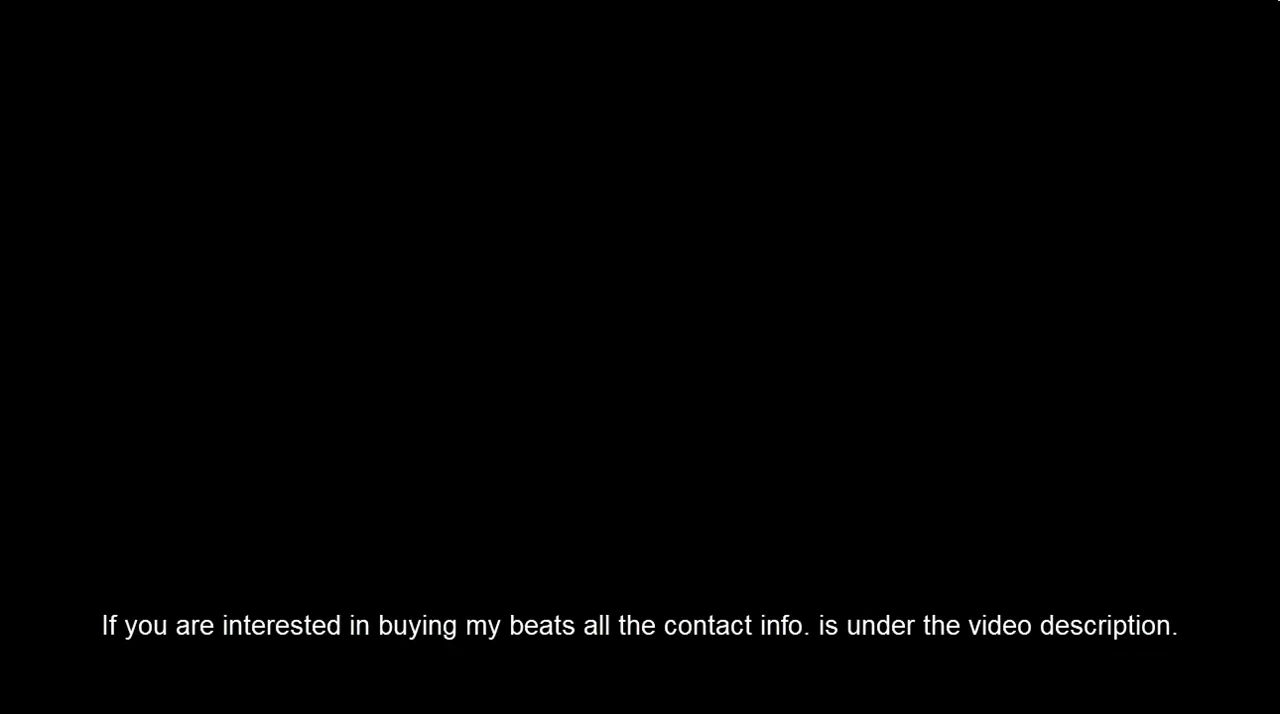 If you are interested in buying my beats all the contact info. is under the video description.